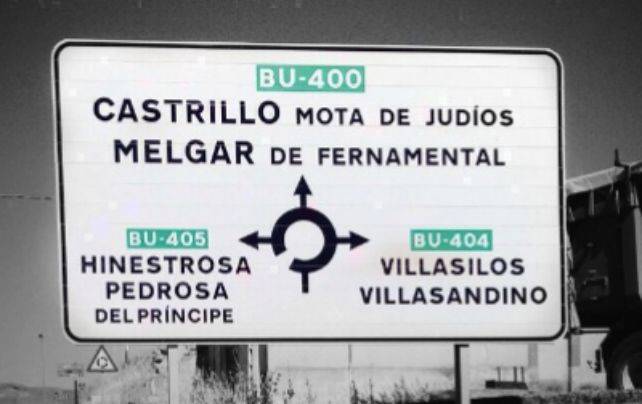 BU-400
CASTRILLO MOTA DE JUDÍOS
MELGAR DE FERNAMENTAL
BU-405
HINESTROSA
PEDROSA
DEL PRÍNCIPE
BU-404
VILLASILOS
VILLASANDINO